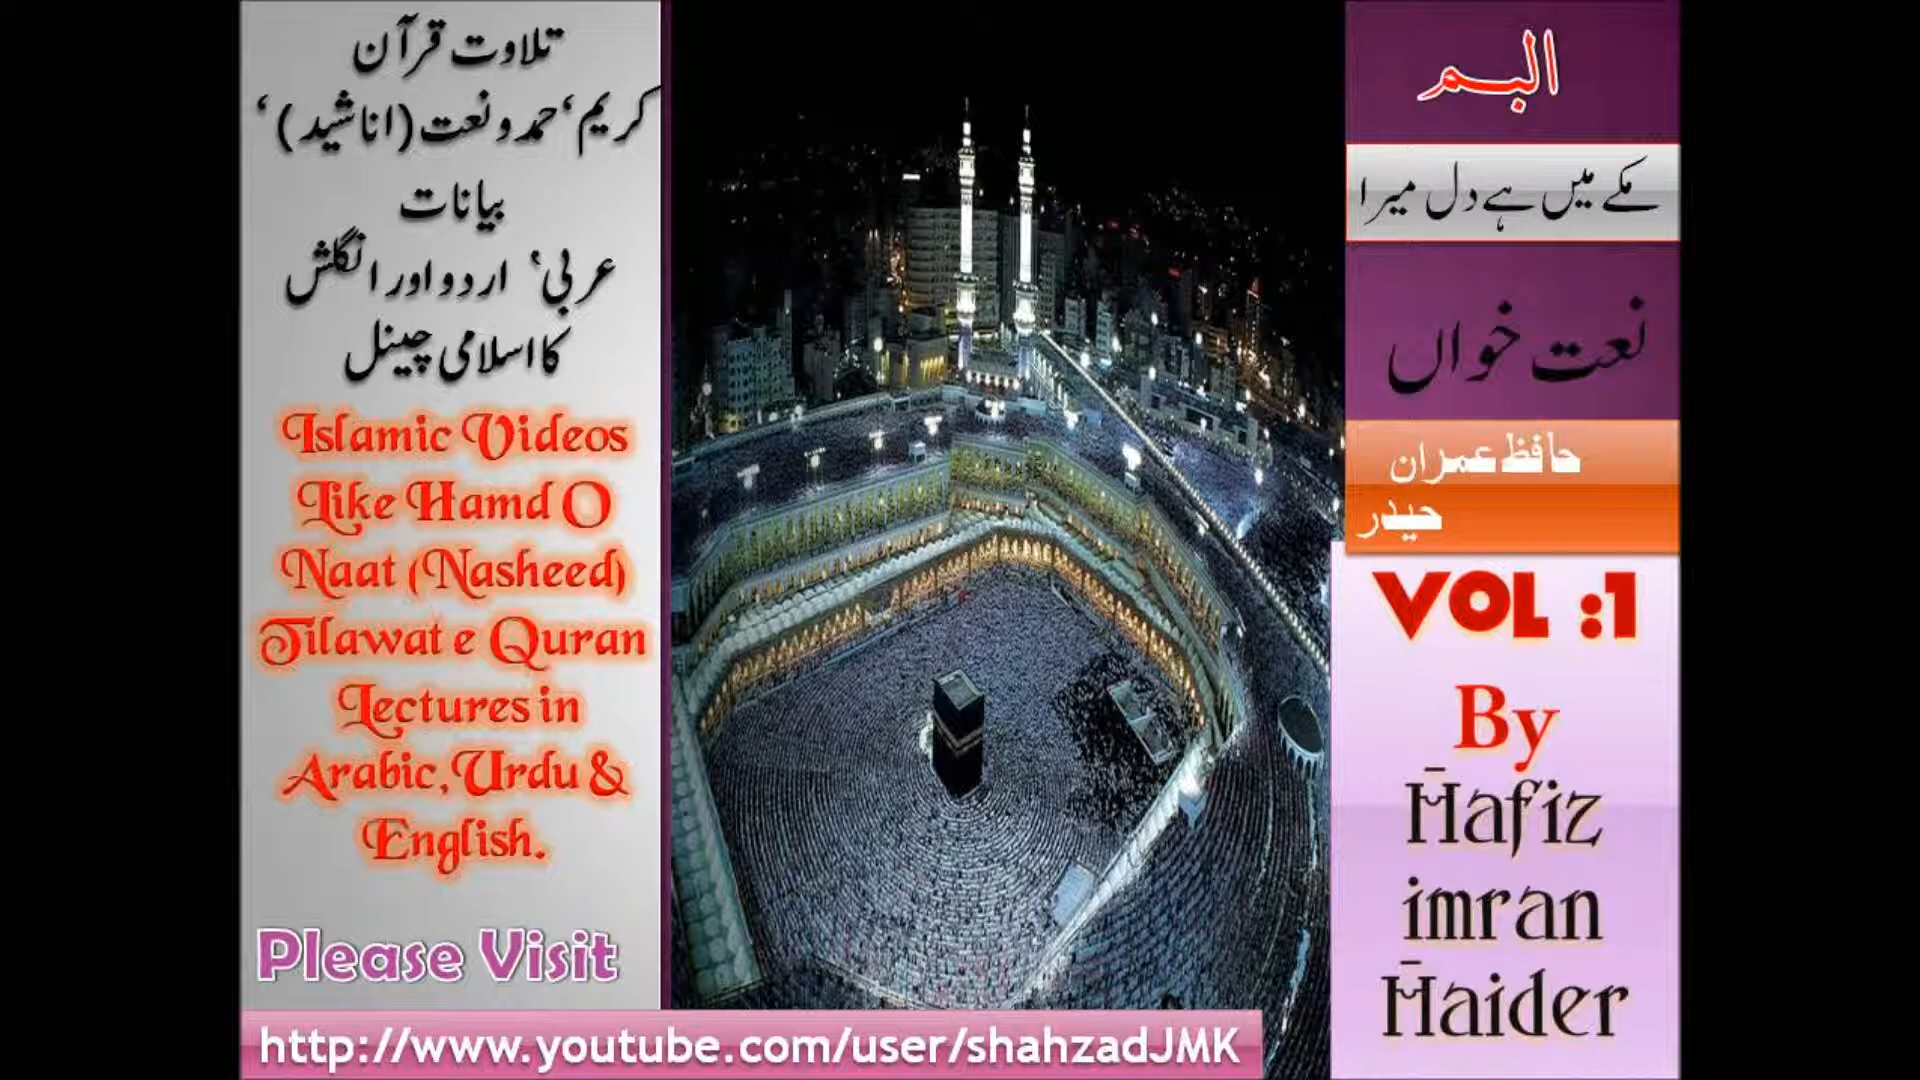 تلاوت قرآن
کریم‘حمد و نعت (اناشید) ‘
بیانات
عربی‘ اردو اور انگلش
کا اسلامی چینل
Islamic Videos
Like Hamd O
Naat (Nasheed)
Tilawat e Quran
Lectures in
Arabic,Urdu &
English.
Please Visit
http://www.youtube.com/user/shahzadJMK
البم
مکے میں ہے دل میرا
نعت خواں
حافظ عمران
حیدر
VOL :1
By
Hafiz
imran
Haider